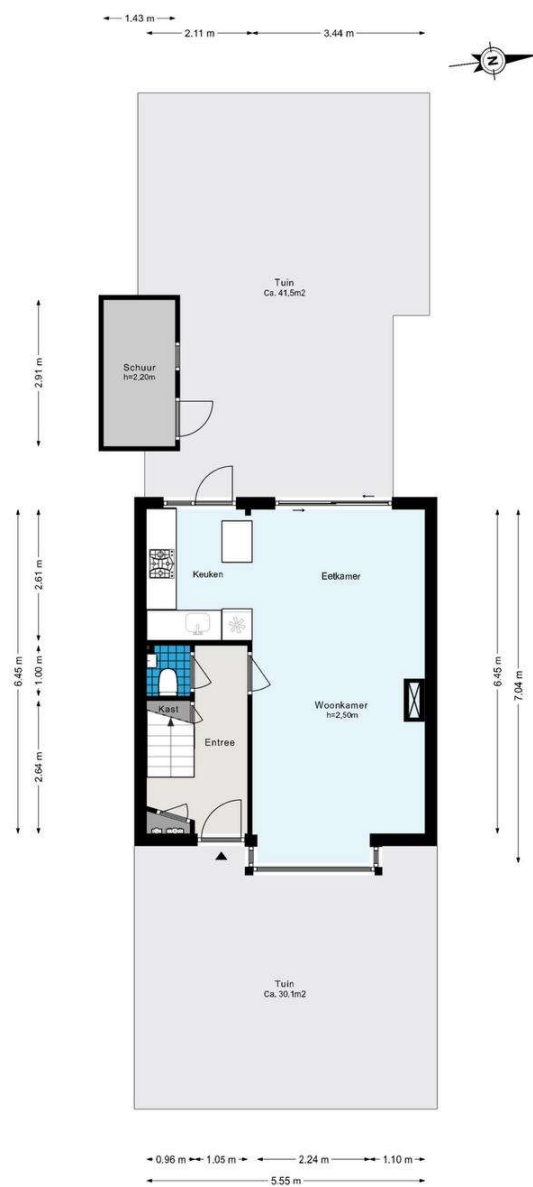 1.43 m
2.11 m
3.44 m
N
Tuin
Ca. 41,5m2
2.91 m
Schuur
h=2,20m
6.45 m
2.61 m
1.00 m
2.64 m
Keuken
Eetkamer
Kast
Entree
Woonkamer
h=2,50m
6.45 m
7.04 m
Tuin
Ca. 30.1m2
0.96 m
1.05 m
2.24 m
1.10 m
5.55 m